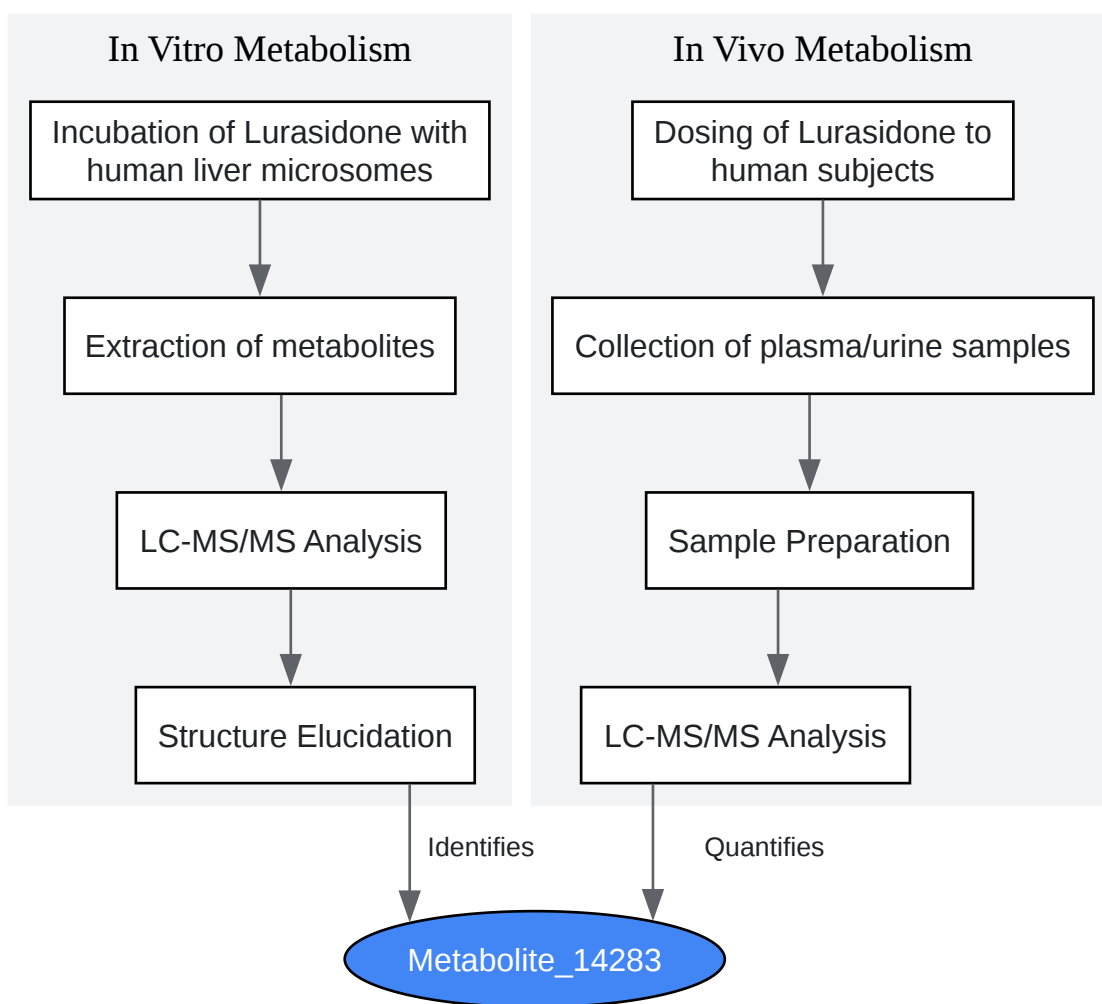 In Vitro Metabolism
Incubation of Lurasidone with
human liver microsomes
Extraction of metabolites
LC-MS/MS Analysis
Structure Elucidation
Identifies
In Vivo Metabolism
Dosing of Lurasidone to
human subjects
Collection of plasma/urine samples
Sample Preparation
LC-MS/MS Analysis
Quantifies
Metabolite_14283